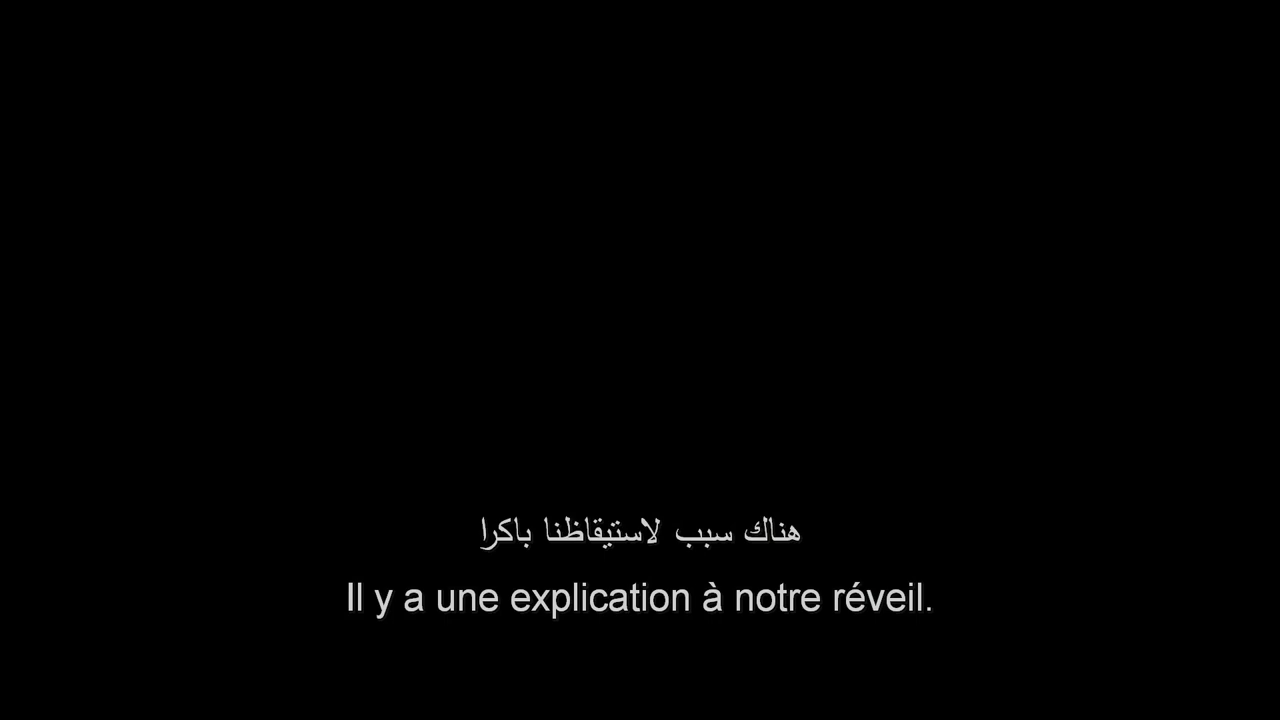 هناك سبب لاستيقاظنا باكرا
Il y a une explication à notre réveil.